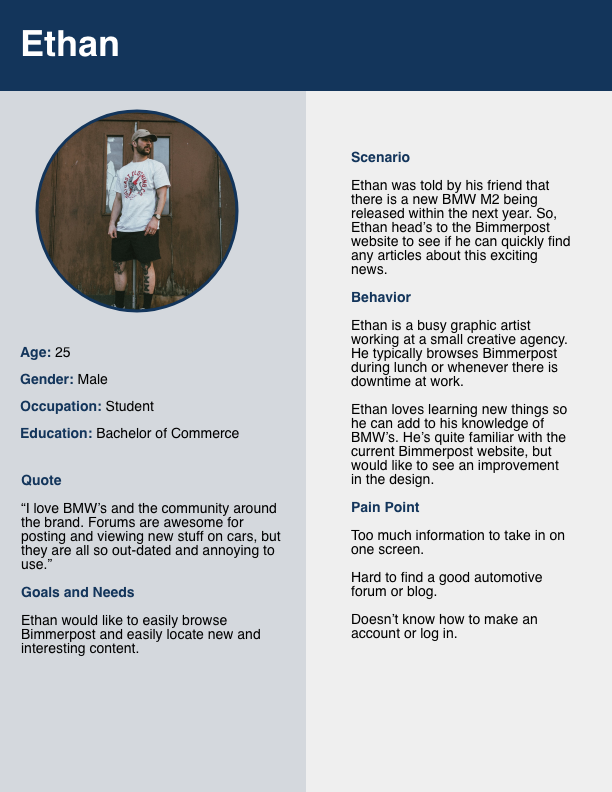 Ethan
Age: 25
Gender: Male
Occupation: Student
Education: Bachelor of Commerce
Quote
“I love BMW’s and the community around
the brand. Forums are awesome for
posting and viewing new stuff on cars, but
they are all so out-dated and annoying to
use.”
Goals and Needs
Ethan would like to easily browse
Bimmerpost and easily locate new and
interesting content.
Scenario
Ethan was told by his friend that
there is a new BMW M2 being
released within the next year. So,
Ethan head’s to the Bimmerpost
website to see if he can quickly find
any articles about this exciting
news.
Behavior
Ethan is a busy graphic artist
working at a small creative agency.
He typically browses Bimmerpost
during lunch or whenever there is
downtime at work.
Ethan loves learning new things so
he can add to his knowledge of
BMW’s. He’s quite familiar with the
current Bimmerpost website, but
would like to see an improvement
in the design.
Pain Point
Too much information to take in on
one screen.
Hard to find a good automotive
forum or blog.
Doesn’t know how to make an
account or log in.